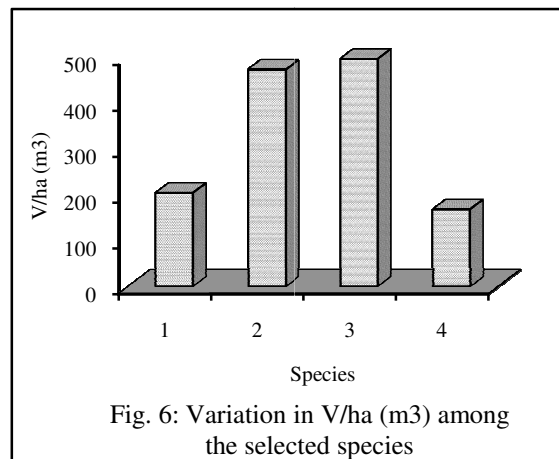 500
400
300
200
100
0
V/ha (m3)
1 2 3 4
Species
Fig. 6: Variation in V/ha (m3) among
the selected species